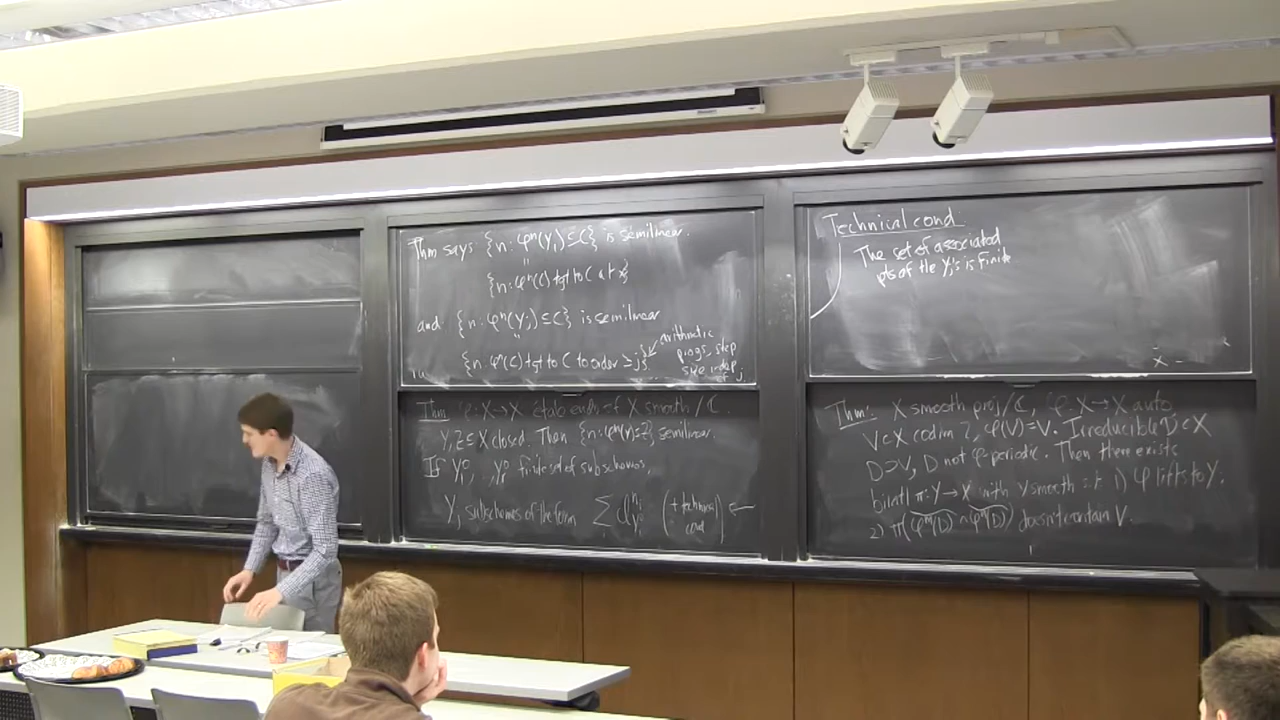 Thm says {n: φⁿ(Y₁) ⊆ C} is semilinear.
"
{n: φⁿ(C) tgt to C at x}
and {n: φⁿ(Yⱼ) ⊆ C} is semilinear
"
{n: φⁿ(C) tgt to C to order ≥ j}
arithmetic
progs, step
size indep
of j
Thm φ: X → X étale endo of X smooth / ℂ.
Y, Z ⊆ X closed. Then {n: φⁿ(Y) ⊆ Z} semilinear.
If finite set of subschemes,
Yⱼ subschemes of the form Σ (+ technical
cond)
Technical cond.
The set of associated
pts of the Yⱼ's is finite
Thm: X smooth proj / ℂ, φ: X → X auto
V ⊂ X codim 2, φ(V) = V. Irreducible D ⊂ X
D ⊃ V, D not φ-periodic. Then there exists
birat'l π: Y → X with Y smooth s.t. 1) φ lifts to Y.
2) π(φᵐ(D) ∩ φⁿ(D)) doesn't contain V.